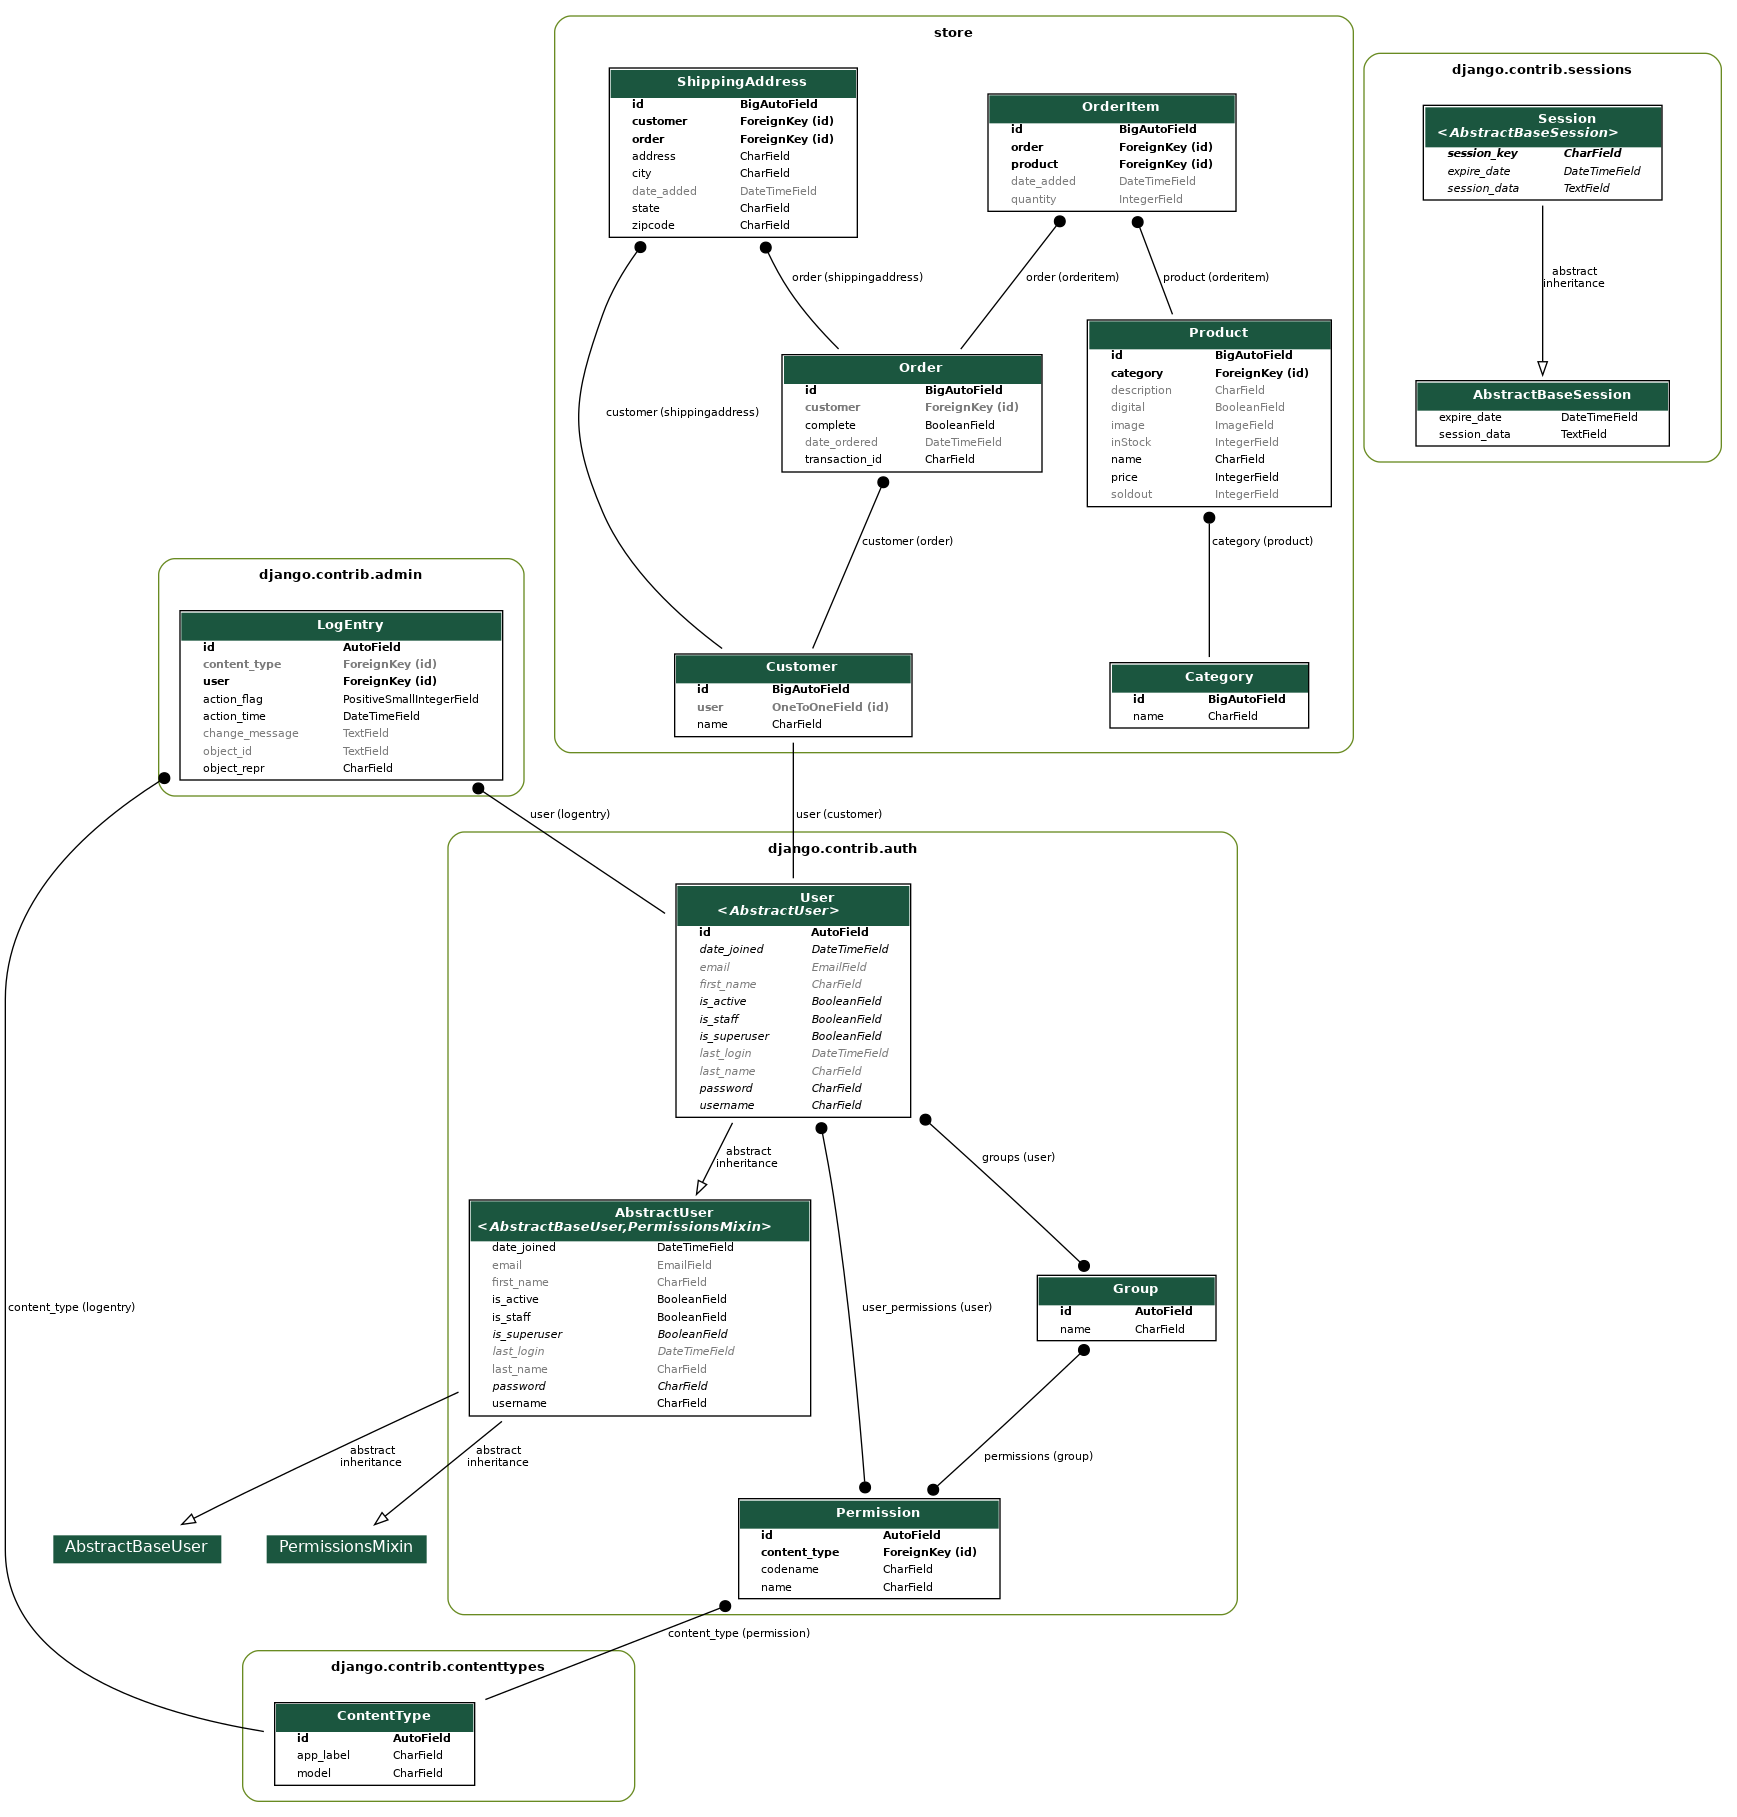 store
ShippingAddress
id BigAutoField
customer ForeignKey (id)
order ForeignKey (id)
address CharField
city CharField
date_added DateTimeField
state CharField
zipcode CharField
OrderItem
id BigAutoField
order ForeignKey (id)
product ForeignKey (id)
date_added DateTimeField
quantity IntegerField
order (shippingaddress)
order (orderitem)
product (orderitem)
customer (shippingaddress)
Order
id BigAutoField
customer ForeignKey (id)
complete BooleanField
date_ordered DateTimeField
transaction_id CharField
Product
id BigAutoField
category ForeignKey (id)
description CharField
digital BooleanField
image ImageField
inStock IntegerField
name CharField
price IntegerField
soldout IntegerField
customer (order)
category (product)
Customer
id BigAutoField
user OneToOneField (id)
name CharField
Category
id BigAutoField
name CharField
django.contrib.sessions
Session
<AbstractBaseSession>
session_key CharField
expire_date DateTimeField
session_data TextField
abstract
inheritance
AbstractBaseSession
expire_date DateTimeField
session_data TextField
django.contrib.admin
LogEntry
id AutoField
content_type ForeignKey (id)
user ForeignKey (id)
action_flag PositiveSmallIntegerField
action_time DateTimeField
change_message TextField
object_id TextField
object_repr CharField
user (logentry)
user (customer)
django.contrib.auth
User
<AbstractUser>
id AutoField
date_joined DateTimeField
email EmailField
first_name CharField
is_active BooleanField
is_staff BooleanField
is_superuser BooleanField
last_login DateTimeField
last_name CharField
password CharField
username CharField
abstract
inheritance
groups (user)
AbstractUser
<AbstractBaseUser,PermissionsMixin>
date_joined DateTimeField
email EmailField
first_name CharField
is_active BooleanField
is_staff BooleanField
is_superuser BooleanField
last_login DateTimeField
last_name CharField
password CharField
username CharField
user_permissions (user)
Group
id AutoField
name CharField
content_type (logentry)
abstract
inheritance
abstract
inheritance
permissions (group)
AbstractBaseUser
PermissionsMixin
Permission
id AutoField
content_type ForeignKey (id)
codename CharField
name CharField
content_type (permission)
django.contrib.contenttypes
ContentType
id AutoField
app_label CharField
model CharField